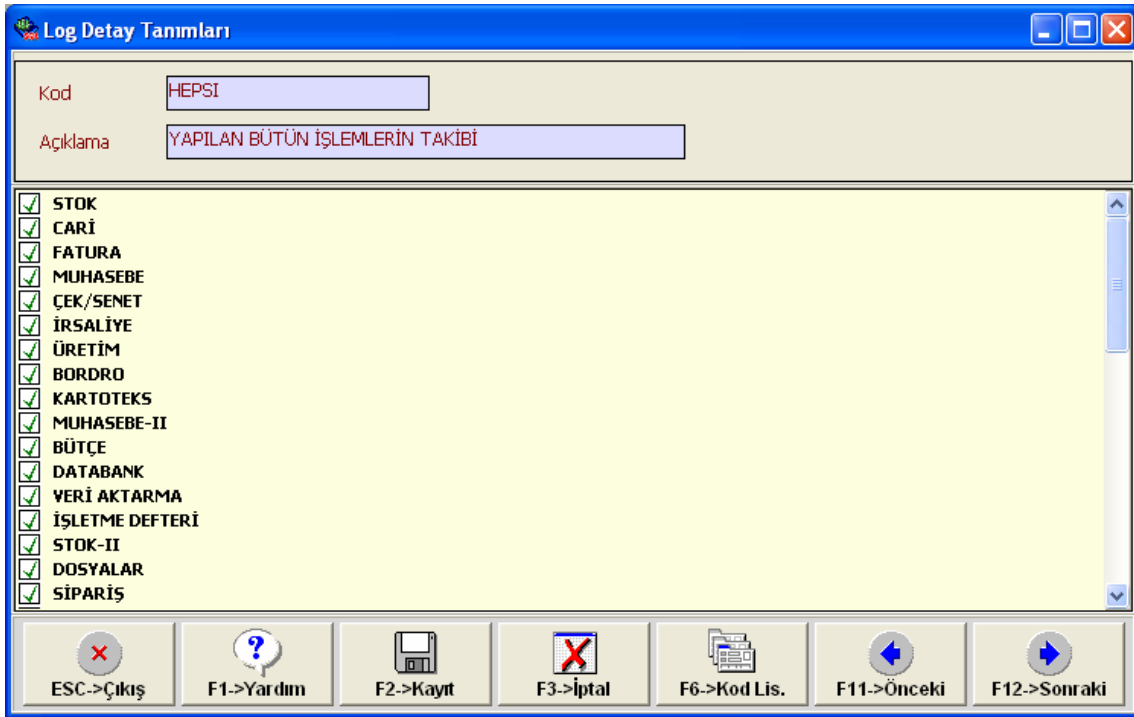 Log Detay Tanımları
Kod HEPSI
Açıklama YAPILAN BÜTÜN İŞLEMLERİN TAKİBİ
STOK
CARİ
FATURA
MUHASEBE
ÇEK/SENET
İRSALİYE
ÜRETİM
BORDRO
KARTOTEKS
MUHASEBE-II
BÜTÇE
DATABANK
VERİ AKTARMA
İŞLETME DEFTERİ
STOK-II
DOSYALAR
SİPARİŞ
ESC->Çıkış F1->Yardım F2->Kayıt F3->İptal F6->Kod Lis. F11->Önceki F12->Sonraki